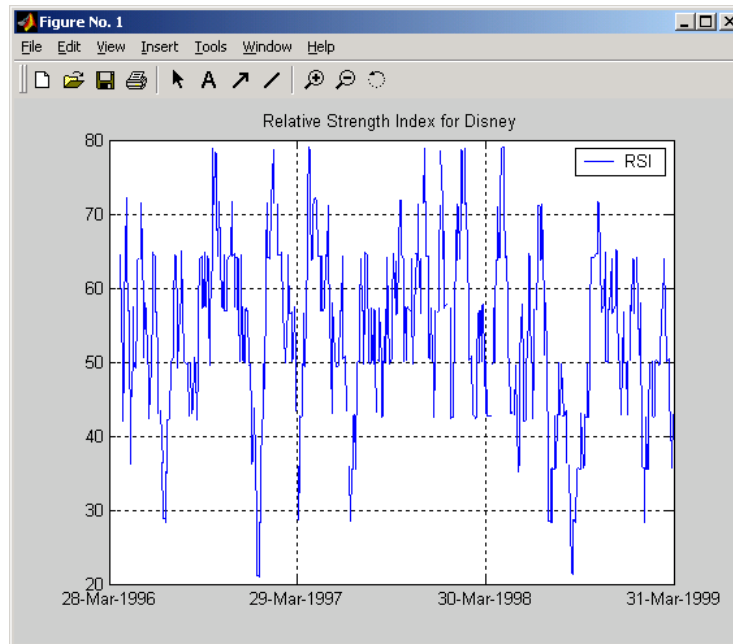 Figure No. 1
File Edit View Insert Tools Window Help
A
Relative Strength Index for Disney
RSI
80
70
60
50
40
30
20
28-Mar-1996 29-Mar-1997 30-Mar-1998 31-Mar-1999